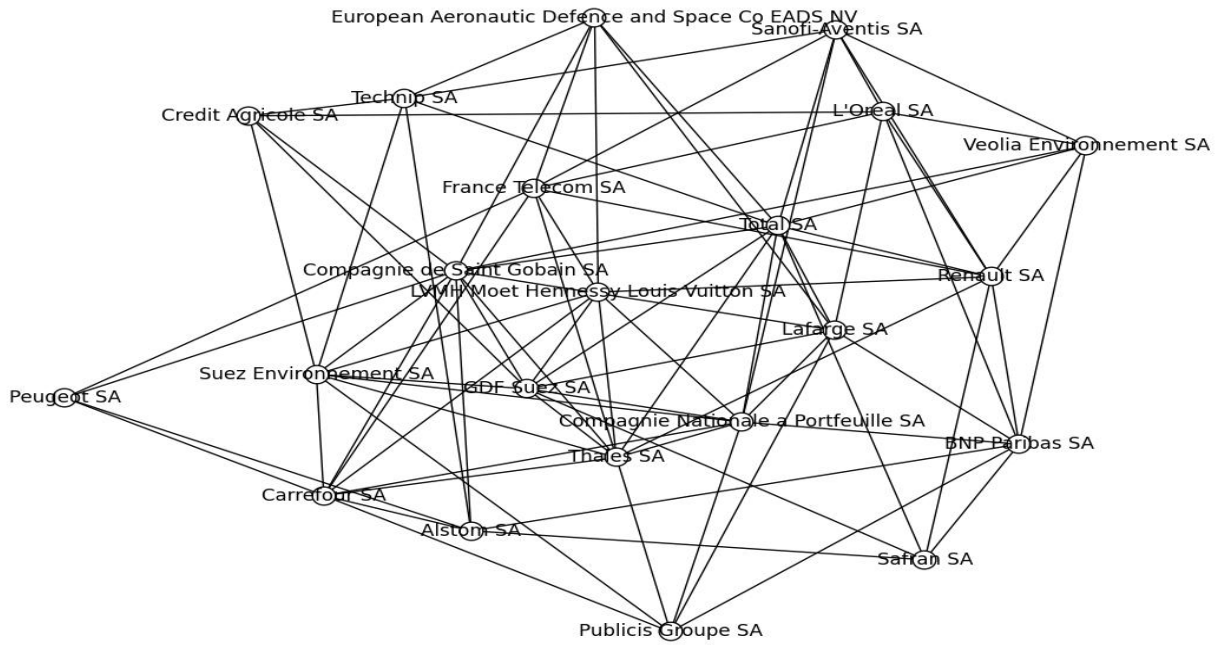 European Aeronautic Defence and Space Co EADS NV
Sanofi-Aventis SA
Technip SA
L'Oreal SA
Credit Agricole SA
Veolia Environnement SA
France Telecom SA
Total SA
Compagnie de Saint Gobain SA
Renault SA
LVMH Moet Hennessy Louis Vuitton SA
Lafarge SA
Suez Environnement SA
GDF Suez SA
Peugeot SA
Compagnie Nationale a Portfeuille SA
BNP Paribas SA
Thales SA
Carrefour SA
Alstom SA
Safran SA
Publicis Groupe SA